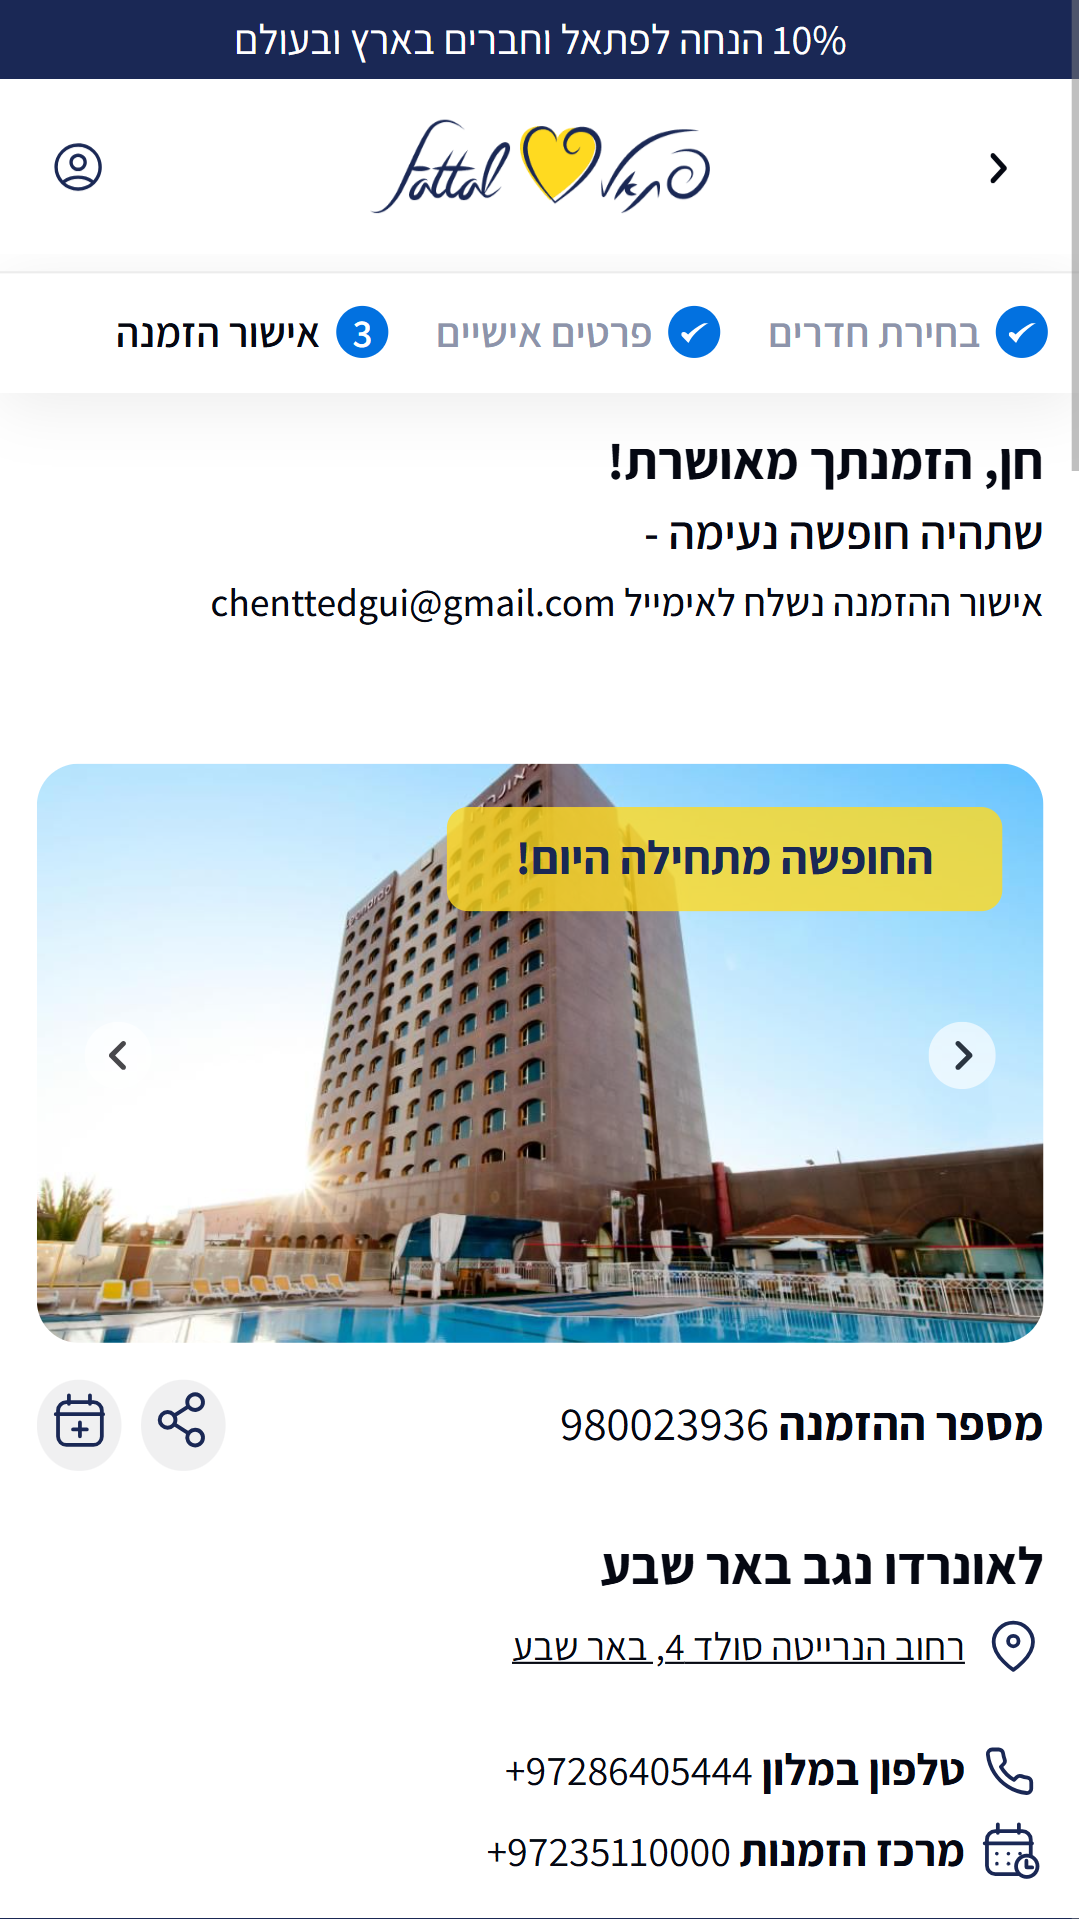 10% הנחה לפתאל וחברים בארץ ובעולם
פתאל fattal
בחירת חדרים פרטים אישיים 3 אישור הזמנה
חן, הזמנתך מאושרת!
שתהיה חופשה נעימה -
אישור ההזמנה נשלח לאימייל chenttedgui@gmail.com
לאונרדו
החופשה מתחילה היום!
Leonardo
מספר ההזמנה 980023936
לאונרדו נגב באר שבע
רחוב הנרייטה סולד 4, באר שבע
טלפון במלון 97286405444+
מרכז הזמנות 97235110000+